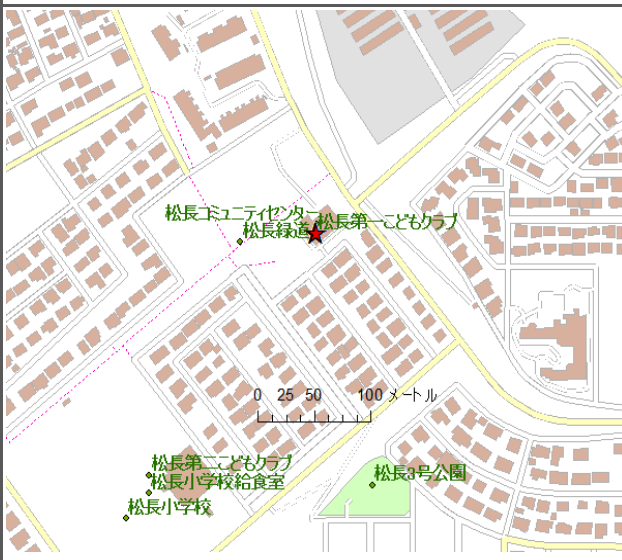 松長コミュニティセンター
松長緑道
松長第一こどもクラブ
0 25 50 100 メートル
松長第二こどもクラブ
松長小学校給食室
松長小学校
松長3号公園